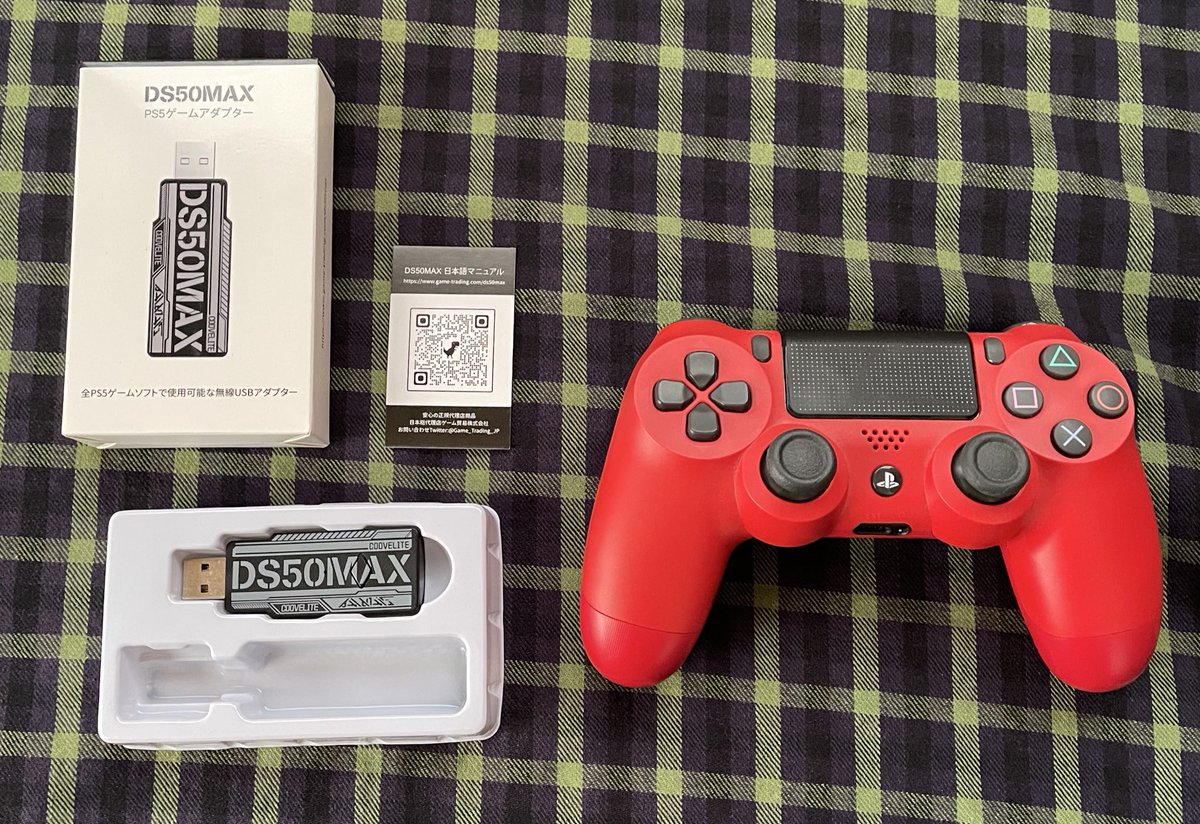 DS50MAX
PS5ゲームアダプター
DS50MAX
COOVELITE
COOVELITE
全PS5ゲームソフトで使用可能な無線USBアダプター
DS50MAX 日本語マニュアル
https://www.game-trading.com/ds50max
安心の正規代理店商品
日本総代理店ゲーム貿易株式会社
お問い合わせTwitter:@Game_Trading_JP
COOVELITE
DS50MAX
COOVELITE